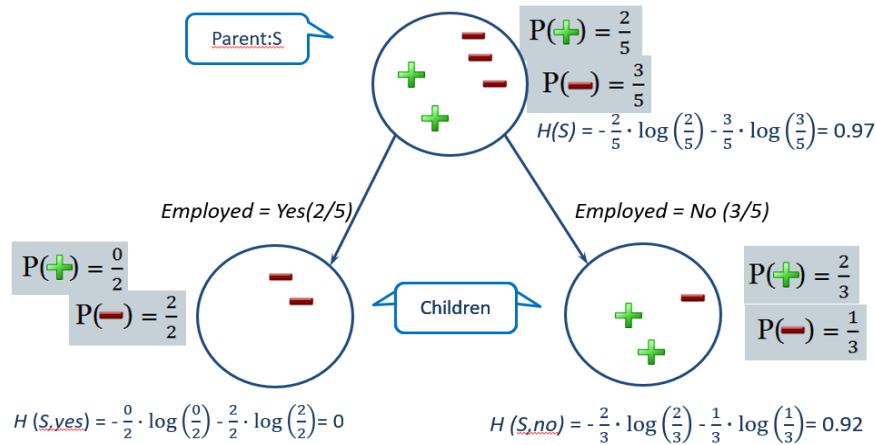 Parent:S
P(+) = 2/5
P(-) = 3/5
H(S) = - 2/5 · log (2/5) - 3/5 · log (3/5)= 0.97
Employed = Yes(2/5)
Employed = No (3/5)
P(+) = 0/2
P(-) = 2/2
Children
P(+) = 2/3
P(-) = 1/3
H (S,yes) = - 0/2 · log (0/2) - 2/2 · log (2/2)= 0
H (S,no) = - 2/3 · log (2/3) - 1/3 · log (1/3)= 0.92